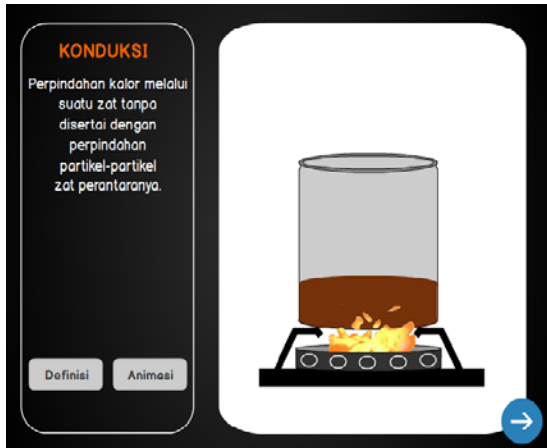 KONDUKSI
Perpindahan kalor melalui
suatu zat tanpa
disertai dengan
perpindahan
partikel-partikel
zat perantaranya.
Definisi
Animasi